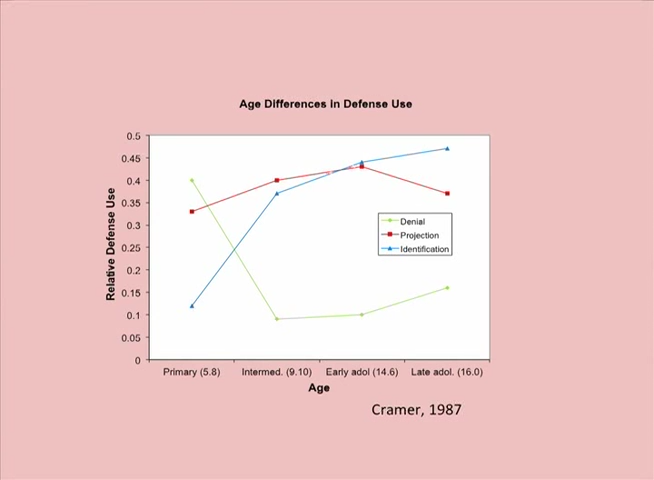 Age Differences In Defense Use
0.5
0.45
0.4
0.35
0.3
0.25
0.2
0.15
0.1
0.05
0
Relative Defense Use
Denial
Projection
Identification
Primary (5.8) Intermed. (9.10) Early adol (14.6) Late adol. (16.0)
Age
Cramer, 1987